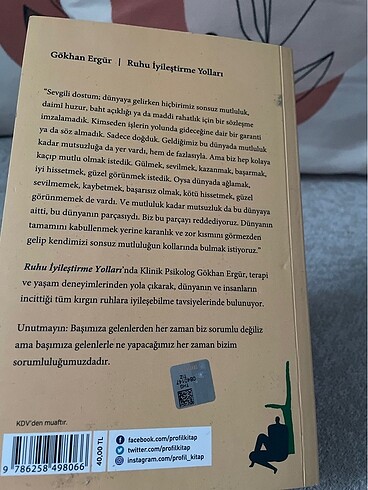 Gökhan Ergür | Ruhu İyileştirme Yolları
"Sevgili dostum; dünyaya gelirken hiçbirimiz sonsuz mutluluk,
daimî huzur, baht açıklığı ya da maddi rahatlık için bir sözleşme
imzalamadık. Kimseden işlerin yolunda gideceğine dair bir garanti
ya da söz almadık. Sadece doğduk. Geldiğimiz bu dünyada mutluluk
kadar mutsuzluğa da yer vardı, hem de fazlasıyla. Ama biz hep kolaya
kaçıp mutlu olmak istedik. Gülmek, sevilmek, kazanmak, başarmak,
iyi hissetmek, güzel görünmek istedik. Oysa dünyada ağlamak,
sevilmemek, kaybetmek, başarısız olmak, kötü hissetmek, güzel
görünmemek de vardı. Ve mutluluk kadar mutsuzluk da bu dünyaya
aitti, bu dünyanın parçasıydı. Biz bu parçayı reddediyoruz. Dünyanın
tamamını kabullenmek yerine karanlık ve zor kısmını görmezden
gelip kendimizi sonsuz mutluluğun kollarında bulmak istiyoruz."
Ruhu İyileştirme Yolları'nda Klinik Psikolog Gökhan Ergür, terapi
ve yaşam deneyimlerinden yola çıkarak, dünyanın ve insanların
incittiği tüm kırgın ruhlara iyileşebilme tavsiyelerinde bulunuyor.
Unutmayın: Başımıza gelenlerden her zaman biz sorumlu değiliz
ama başımıza gelenlerle ne yapacağımız her zaman bizim
sorumluluğumuzdadır.
KDV'den muaftır.
9 786258 498066
40,00 TL
facebook.com/profilkitap
twitter.com/profilkitap
instagram.com/profil_kitap